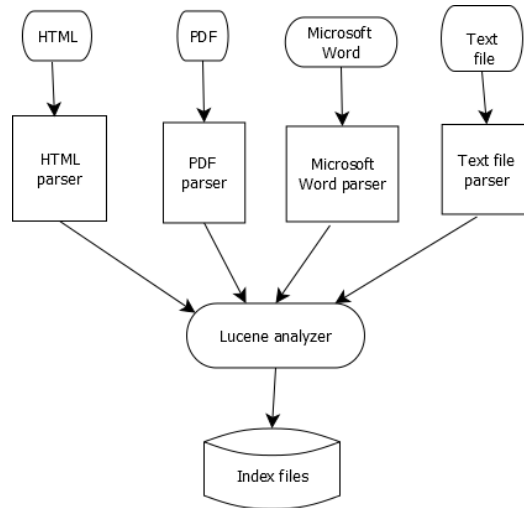 HTML
PDF
Microsoft
Word
Text
file
HTML
parser
PDF
parser
Microsoft
Word parser
Text file
parser
Lucene analyzer
Index files